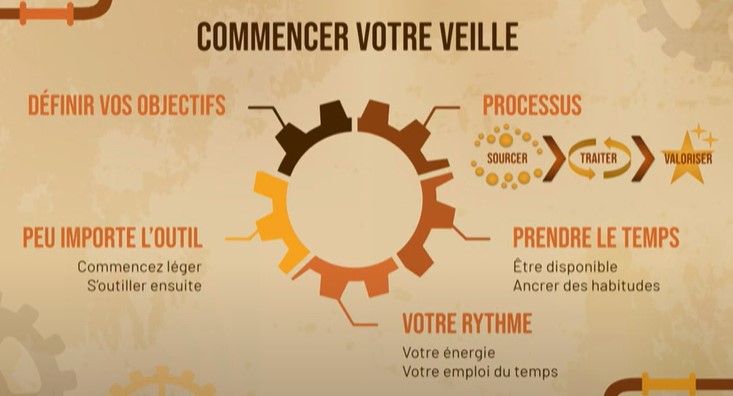 COMMENCER VOTRE VEILLE
DÉFINIR VOS OBJECTIFS
PROCESSUS
SOURCER
TRAITER
VALORISER
PEU IMPORTE L'OUTIL
Commencez léger
S'outiller ensuite
PRENDRE LE TEMPS
Être disponible
Ancrer des habitudes
VOTRE RYTHME
Votre énergie
Votre emploi du temps